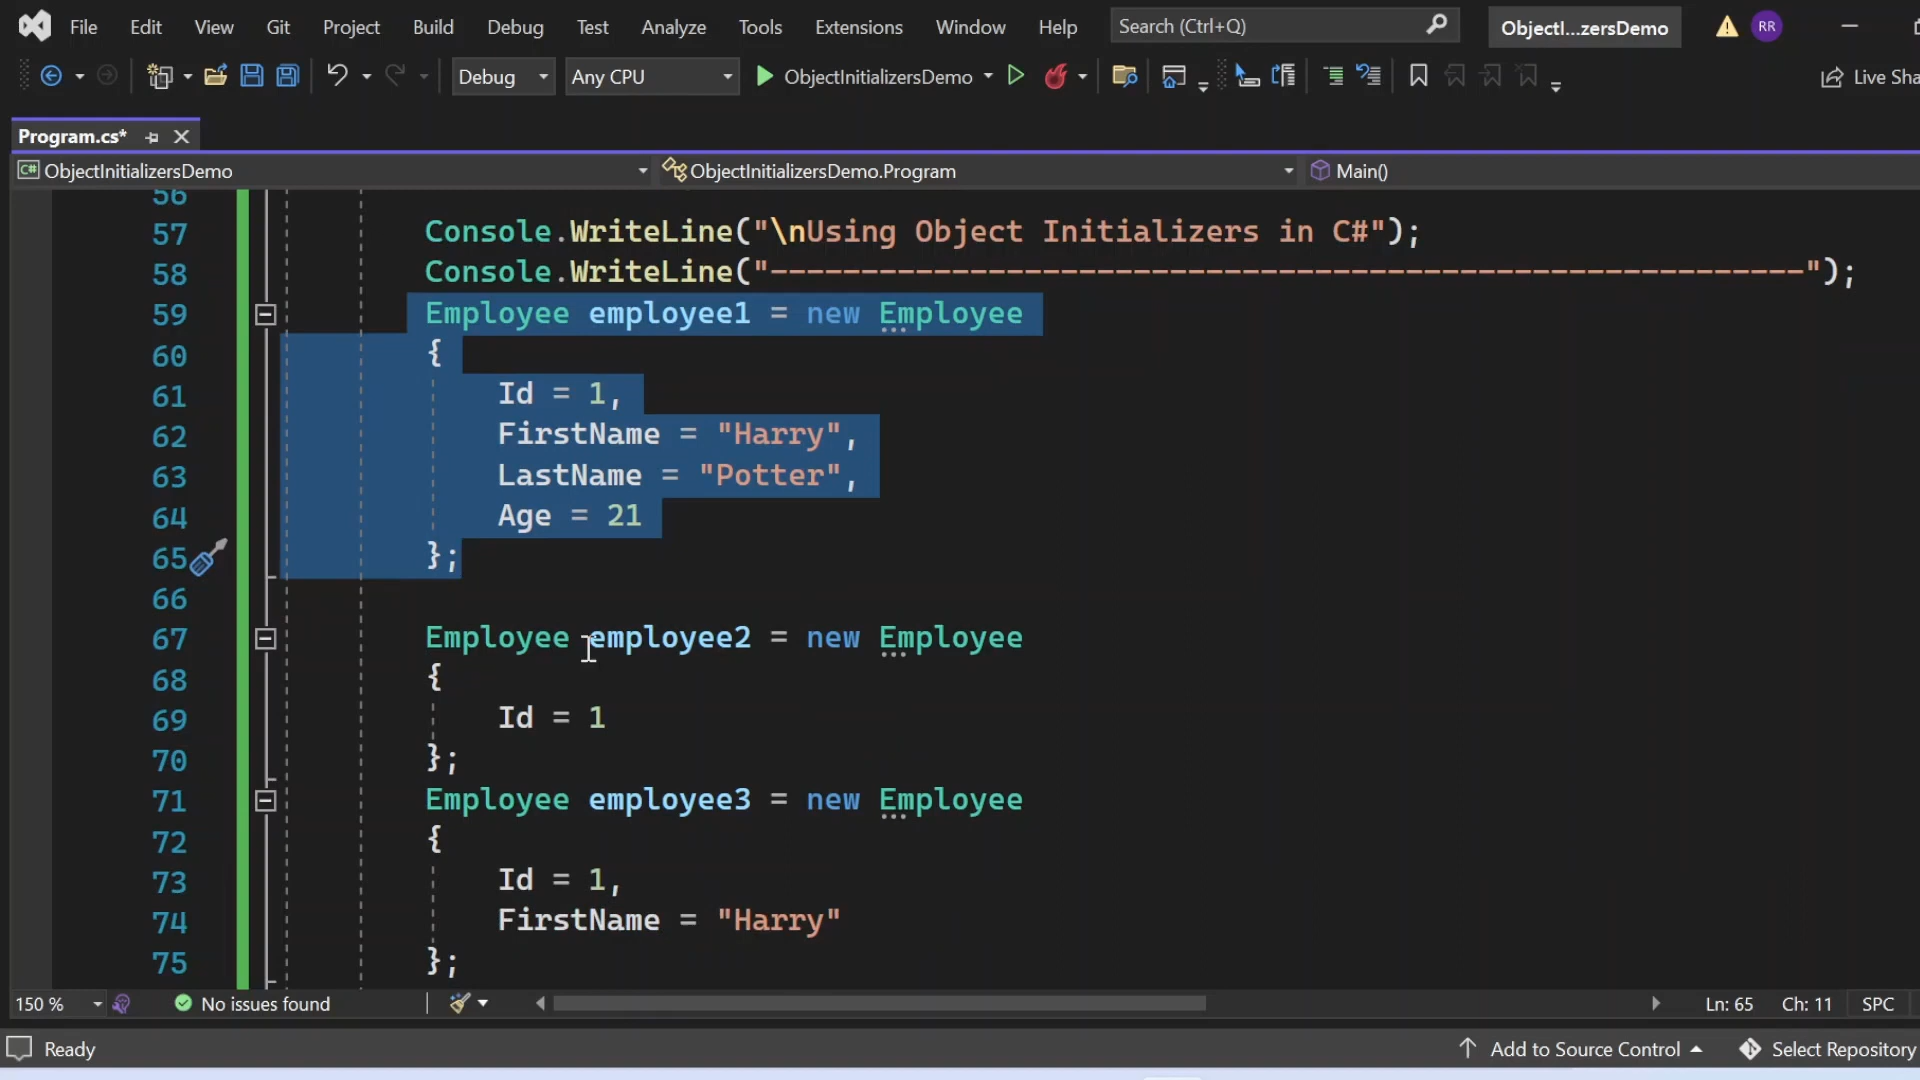 File Edit View Git Project Build Debug Test Analyze Tools Extensions Window Help Search (Ctrl+Q) ObjectI...zersDemo RR
Debug Any CPU ObjectInitializersDemo Live Sha
Program.cs*
C# ObjectInitializersDemo ObjectInitializersDemo.Program Main()
56
57 Console.WriteLine("\nUsing Object Initializers in C#");
58 Console.WriteLine("---------------------------------------------------------");
59 Employee employee1 = new Employee
60 {
61 Id = 1,
62 FirstName = "Harry",
63 LastName = "Potter",
64 Age = 21
65 };
66
67 Employee employee2 = new Employee
68 {
69 Id = 1
70 };
71 Employee employee3 = new Employee
72 {
73 Id = 1,
74 FirstName = "Harry"
75 };
150 % No issues found Ln: 65 Ch: 11 SPC
Ready Add to Source Control Select Repository